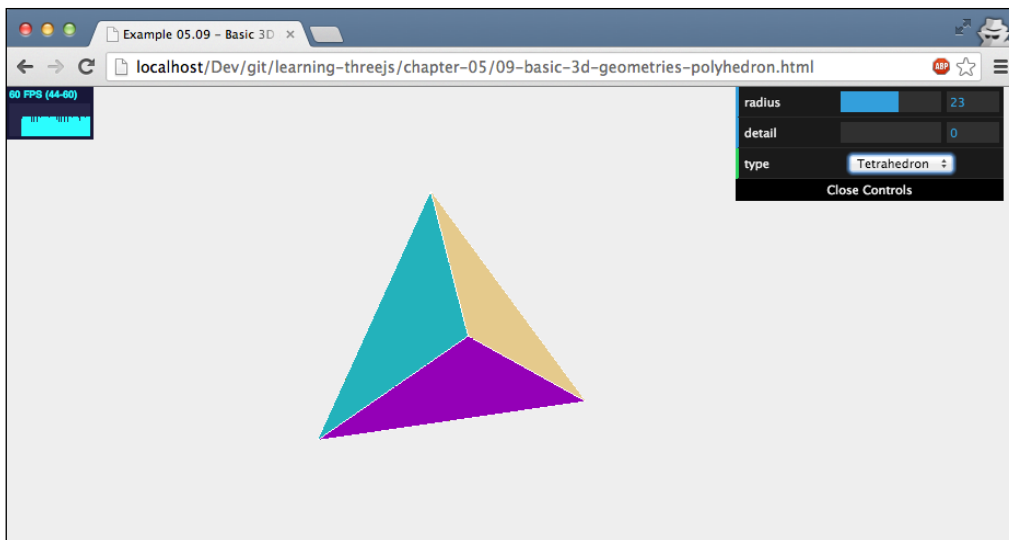 Example 05.09 – Basic 3D
localhost/Dev/git/learning-threejs/chapter-05/09-basic-3d-geometries-polyhedron.html
ABP
60 FPS (44-60)
radius 23
detail 0
type Tetrahedron
Close Controls